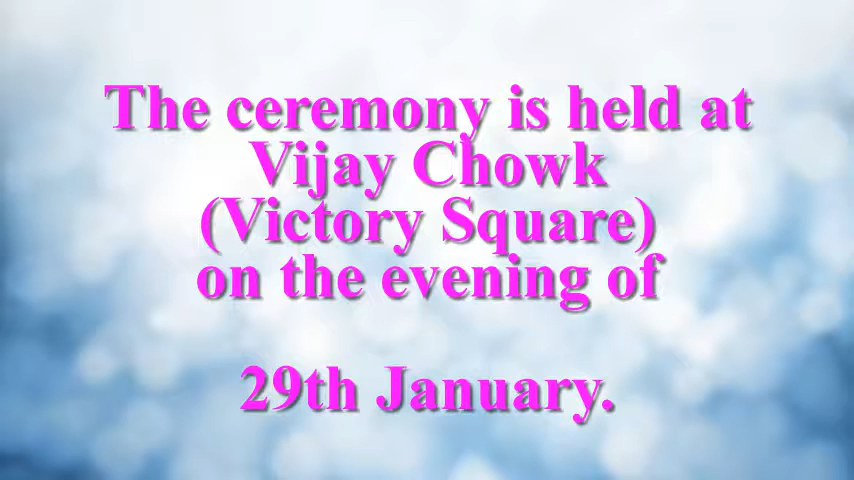 The ceremony is held at
Vijay Chowk
(Victory Square)
on the evening of
29th January.